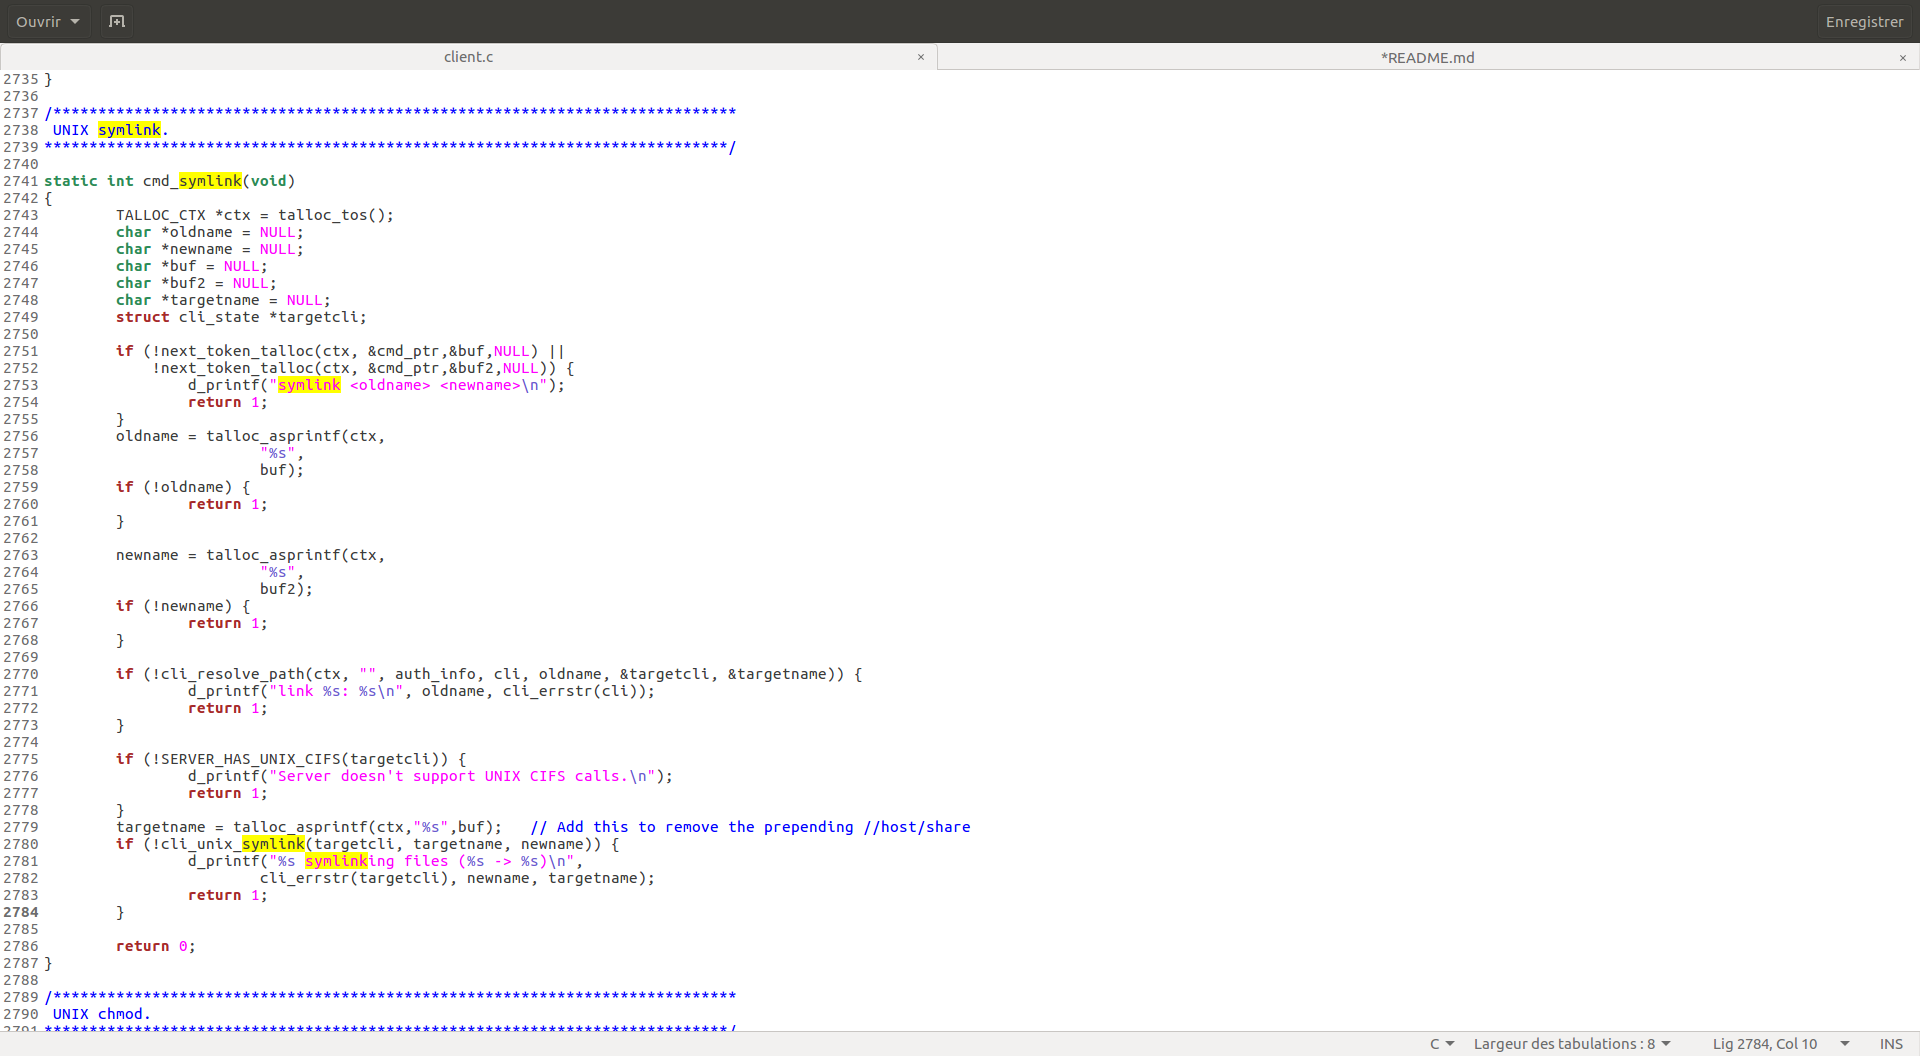 Ouvrir
Enregistrer
client.c ×
*README.md ×
2735 }
2736
2737 /****************************************************************************
2738  UNIX symlink.
2739 ****************************************************************************/
2740
2741 static int cmd_symlink(void)
2742 {
2743         TALLOC_CTX *ctx = talloc_tos();
2744         char *oldname = NULL;
2745         char *newname = NULL;
2746         char *buf = NULL;
2747         char *buf2 = NULL;
2748         char *targetname = NULL;
2749         struct cli_state *targetcli;
2750
2751         if (!next_token_talloc(ctx, &cmd_ptr,&buf,NULL) ||
2752             !next_token_talloc(ctx, &cmd_ptr,&buf2,NULL)) {
2753                 d_printf("symlink <oldname> <newname>\n");
2754                 return 1;
2755         }
2756         oldname = talloc_asprintf(ctx,
2757                         "%s",
2758                         buf);
2759         if (!oldname) {
2760                 return 1;
2761         }
2762
2763         newname = talloc_asprintf(ctx,
2764                         "%s",
2765                         buf2);
2766         if (!newname) {
2767                 return 1;
2768         }
2769
2770         if (!cli_resolve_path(ctx, "", auth_info, cli, oldname, &targetcli, &targetname)) {
2771                 d_printf("link %s: %s\n", oldname, cli_errstr(cli));
2772                 return 1;
2773         }
2774
2775         if (!SERVER_HAS_UNIX_CIFS(targetcli)) {
2776                 d_printf("Server doesn't support UNIX CIFS calls.\n");
2777                 return 1;
2778         }
2779         targetname = talloc_asprintf(ctx,"%s",buf);   // Add this to remove the prepending //host/share
2780         if (!cli_unix_symlink(targetcli, targetname, newname)) {
2781                 d_printf("%s symlinking files (%s -> %s)\n",
2782                         cli_errstr(targetcli), newname, targetname);
2783                 return 1;
2784         }
2785
2786         return 0;
2787 }
2788
2789 /****************************************************************************
2790  UNIX chmod.
2791 ****************************************************************************/
C Largeur des tabulations : 8 Lig 2784, Col 10 INS